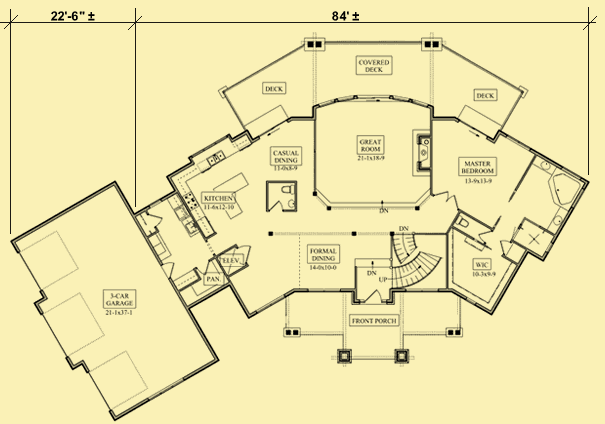 22'-6" ± 84' ±
COVERED
DECK
DECK
DECK
GREAT
ROOM
21-1x18-9
CASUAL
DINING
11-0x8-9
MASTER
BEDROOM
13-9x13-9
KITCHEN
11-6x12-10
DN
DN
ELEV.
FORMAL
DINING
14-0x10-0
WIC
10-3x9-9
DN
UP
PAN.
3-CAR
GARAGE
21-1x37-1
FRONT PORCH